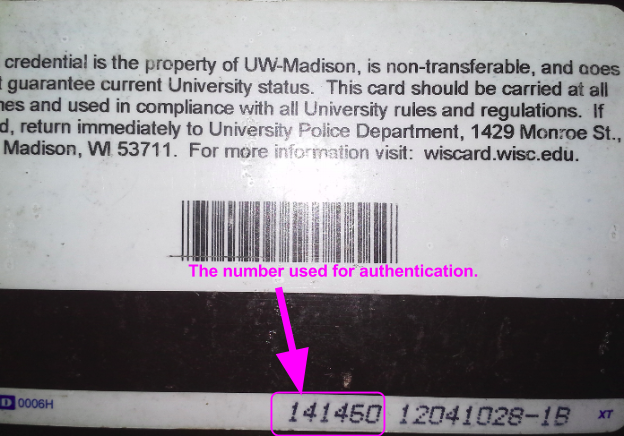 credential is the property of UW-Madison, is non-transferable, and does
guarantee current University status. This card should be carried at all
and used in compliance with all University rules and regulations. If
return immediately to University Police Department, 1429 Monroe St.,
Madison, WI 53711. For more information visit: wiscard.wisc.edu.
The number used for authentication.
D 0006H 141460 12041028-1B XT